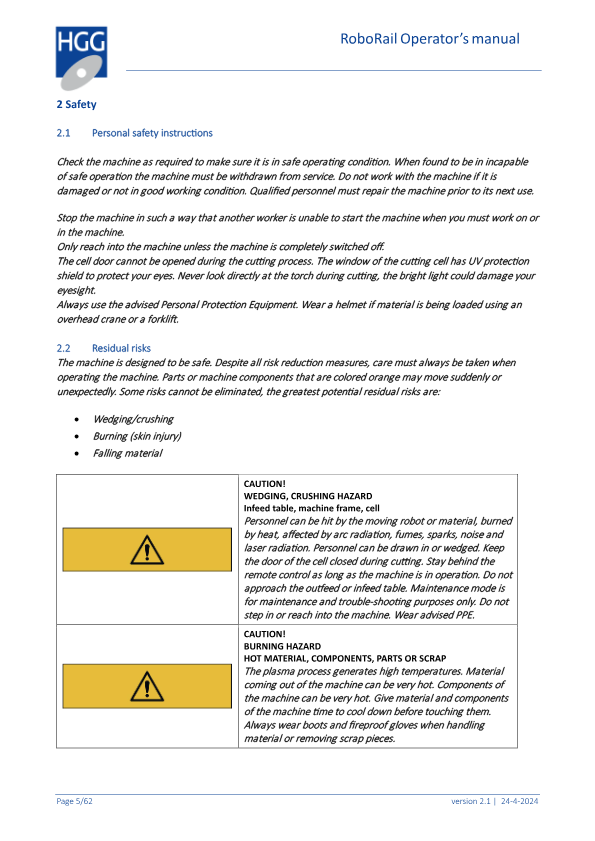 HGG
RoboRail Operator's manual
2 Safety
2.1 Personal safety instructions
Check the machine as required to make sure it is in safe operating condition. When found to be in incapable
of safe operation the machine must be withdrawn from service. Do not work with the machine if it is
damaged or not in good working condition. Qualified personnel must repair the machine prior to its next use.
Stop the machine in such a way that another worker is unable to start the machine when you must work on or
in the machine.
Only reach into the machine unless the machine is completely switched off.
The cell door cannot be opened during the cutting process. The window of the cutting cell has UV protection
shield to protect your eyes. Never look directly at the torch during cutting, the bright light could damage your
eyesight.
Always use the advised Personal Protection Equipment. Wear a helmet if material is being loaded using an
overhead crane or a forklift.
2.2 Residual risks
The machine is designed to be safe. Despite all risk reduction measures, care must always be taken when
operating the machine. Parts or machine components that are colored orange may move suddenly or
unexpectedly. Some risks cannot be eliminated, the greatest potential residual risks are:
• Wedging/crushing
• Burning (skin injury)
• Falling material
CAUTION!
WEDGING, CRUSHING HAZARD
Infeed table, machine frame, cell
Personnel can be hit by the moving robot or material, burned
by heat, affected by arc radiation, fumes, sparks, noise and
laser radiation. Personnel can be drawn in or wedged. Keep
the door of the cell closed during cutting. Stay behind the
remote control as long as the machine is in operation. Do not
approach the outfeed or infeed table. Maintenance mode is
for maintenance and trouble-shooting purposes only. Do not
step in or reach into the machine. Wear advised PPE.
CAUTION!
BURNING HAZARD
HOT MATERIAL, COMPONENTS, PARTS OR SCRAP
The plasma process generates high temperatures. Material
coming out of the machine can be very hot. Components of
the machine can be very hot. Give material and components
of the machine time to cool down before touching them.
Always wear boots and fireproof gloves when handling
material or removing scrap pieces.
Page 5/62
version 2.1 | 24-4-2024